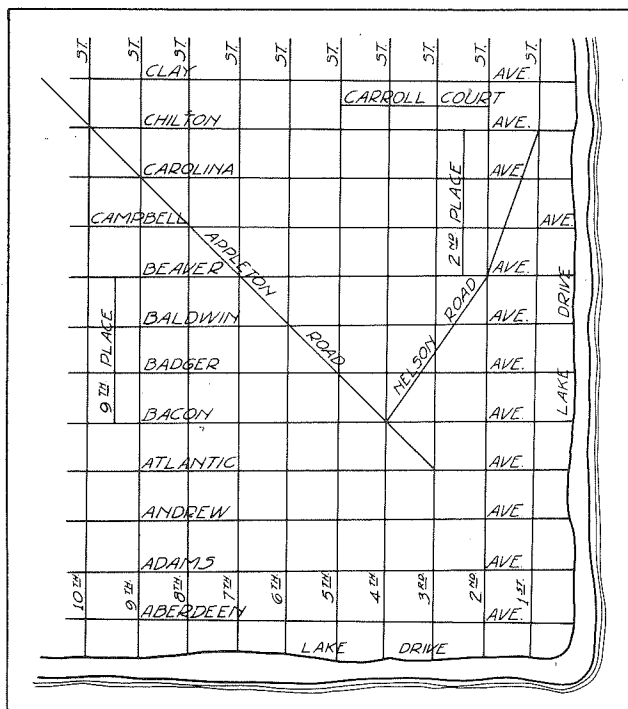 ST. ST. ST. ST. ST. ST. ST. ST. ST. ST.
CLAY AVE.
CARROLL COURT
CHILTON AVE.
CAROLINA AVE.
2ND PLACE
CAMPBELL AVE.
APPLETON ROAD
BEAVER AVE.
NELSON ROAD
LAKE DRIVE
9TH PLACE
BALDWIN AVE.
BADGER AVE.
BACON AVE.
ATLANTIC AVE.
ANDREW AVE.
ADAMS AVE.
10TH 9TH 8TH 7TH 6TH 5TH 4TH 3RD 2ND 1ST.
ABERDEEN AVE.
LAKE DRIVE